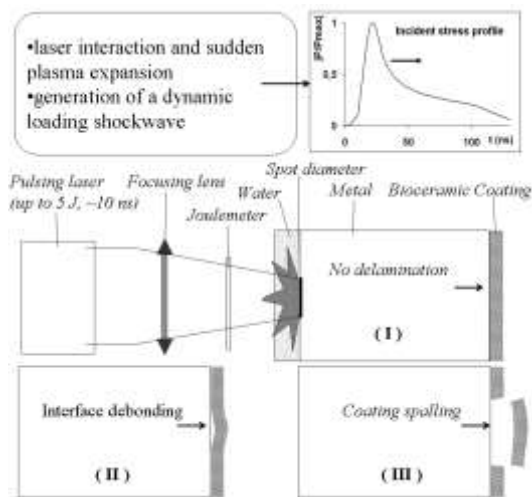 •laser interaction and sudden
plasma expansion
•generation of a dynamic
loading shockwave
|P/Pmax|
1
0,5
0
Incident stress profile
0
50
100
t (ns)
Pulsing laser
(up to 5 J, ~10 ns)
Focusing lens
Joulemeter
Water
Spot diameter
Metal
Bioceramic Coating
No delamination
( I )
Interface debonding
( II )
Coating spalling
( III )